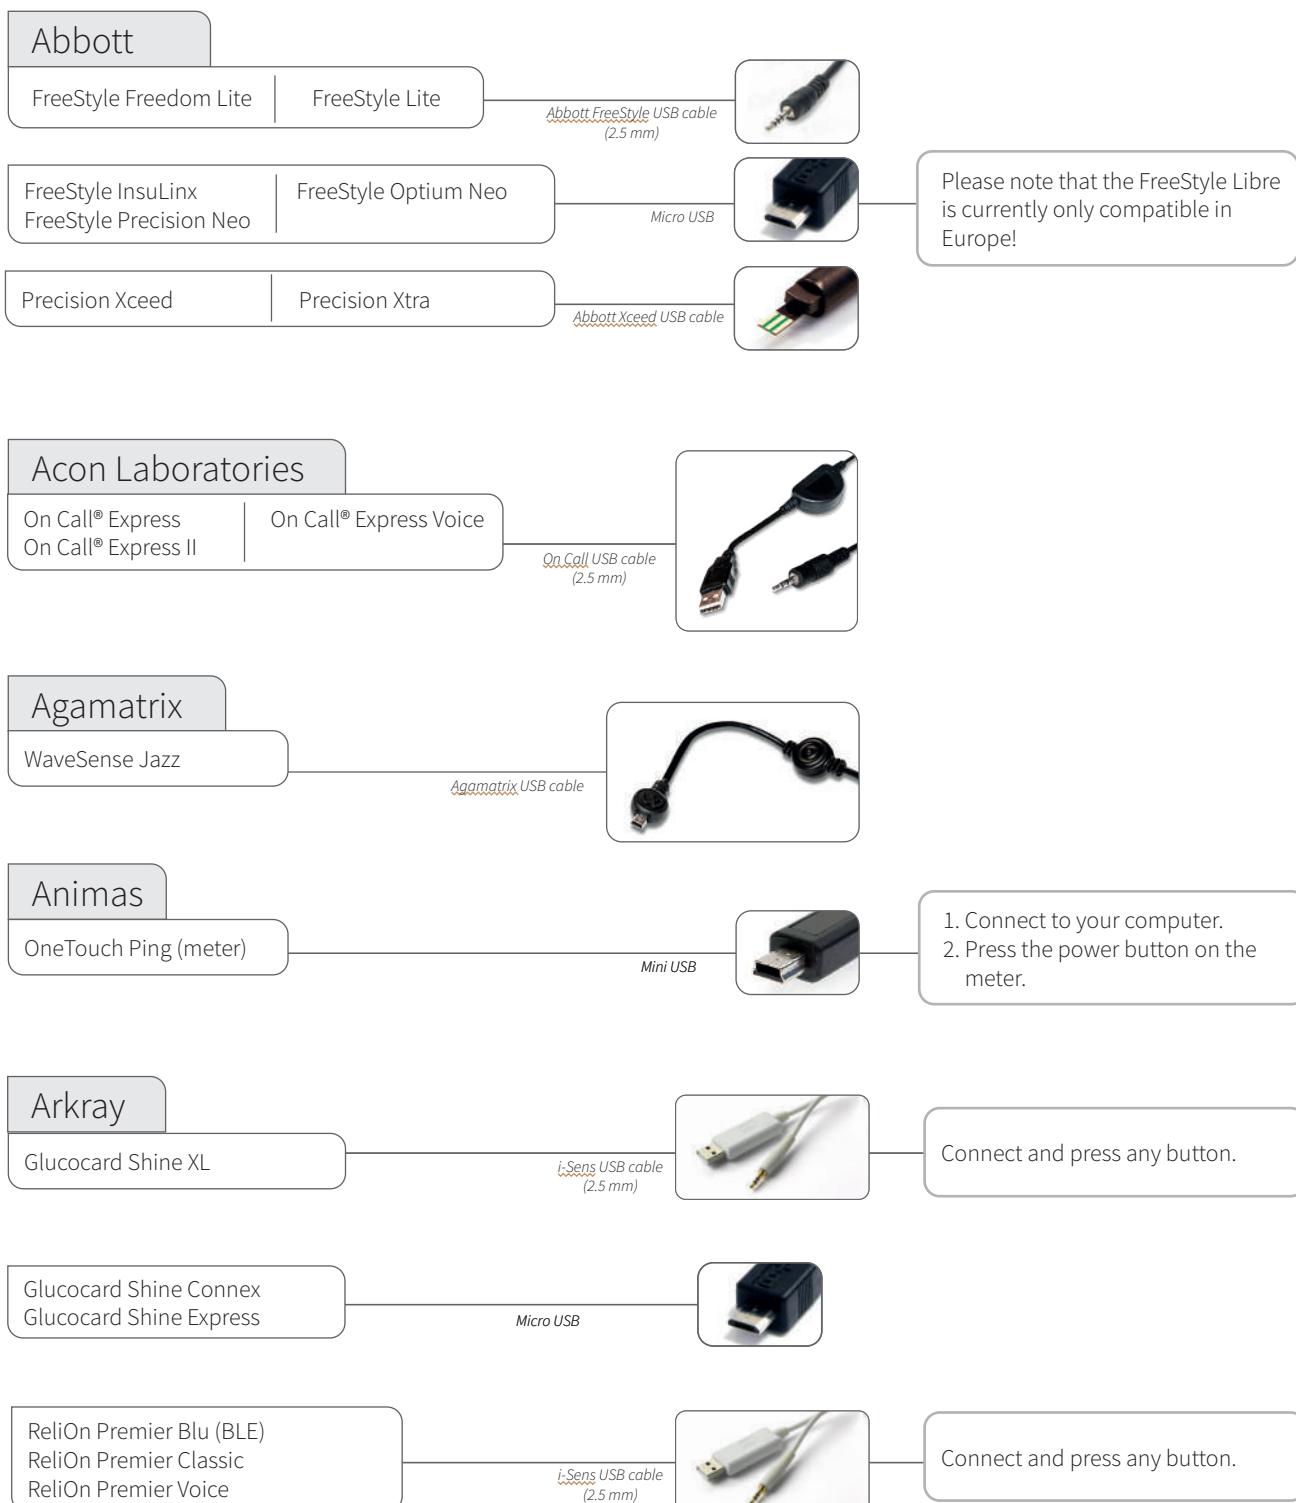 Abbott
FreeStyle Freedom Lite
FreeStyle Lite
Abbott FreeStyle USB cable
(2.5 mm)
FreeStyle InsuLinx
FreeStyle Precision Neo
FreeStyle Optium Neo
Micro USB
Please note that the FreeStyle Libre
is currently only compatible in
Europe!
Precision Xceed
Precision Xtra
Abbott Xceed USB cable
Acon Laboratories
On Call® Express
On Call® Express II
On Call® Express Voice
On Call USB cable
(2.5 mm)
Agamatrix
WaveSense Jazz
Agamatrix USB cable
Animas
OneTouch Ping (meter)
Mini USB
1. Connect to your computer.
2. Press the power button on the
meter.
Arkray
Glucocard Shine XL
i-Sens USB cable
(2.5 mm)
Connect and press any button.
Glucocard Shine Connex
Glucocard Shine Express
Micro USB
ReliOn Premier Blu (BLE)
ReliOn Premier Classic
ReliOn Premier Voice
i-Sens USB cable
(2.5 mm)
Connect and press any button.